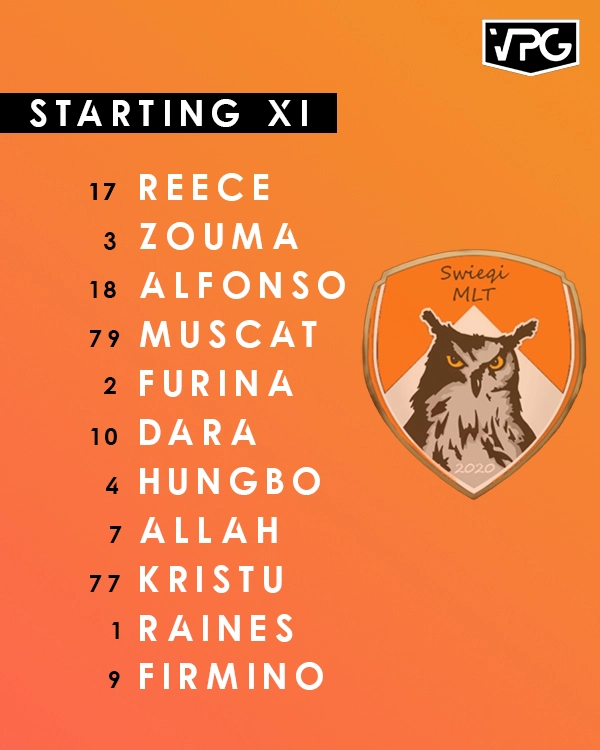 VPG
STARTING XI
17 REECE
3 ZOUMA
18 ALFONSO
79 MUSCAT
2 FURINA
10 DARA
4 HUNGBO
7 ALLAH
77 KRISTU
1 RAINES
9 FIRMINO
Swieqi
MLT
2020